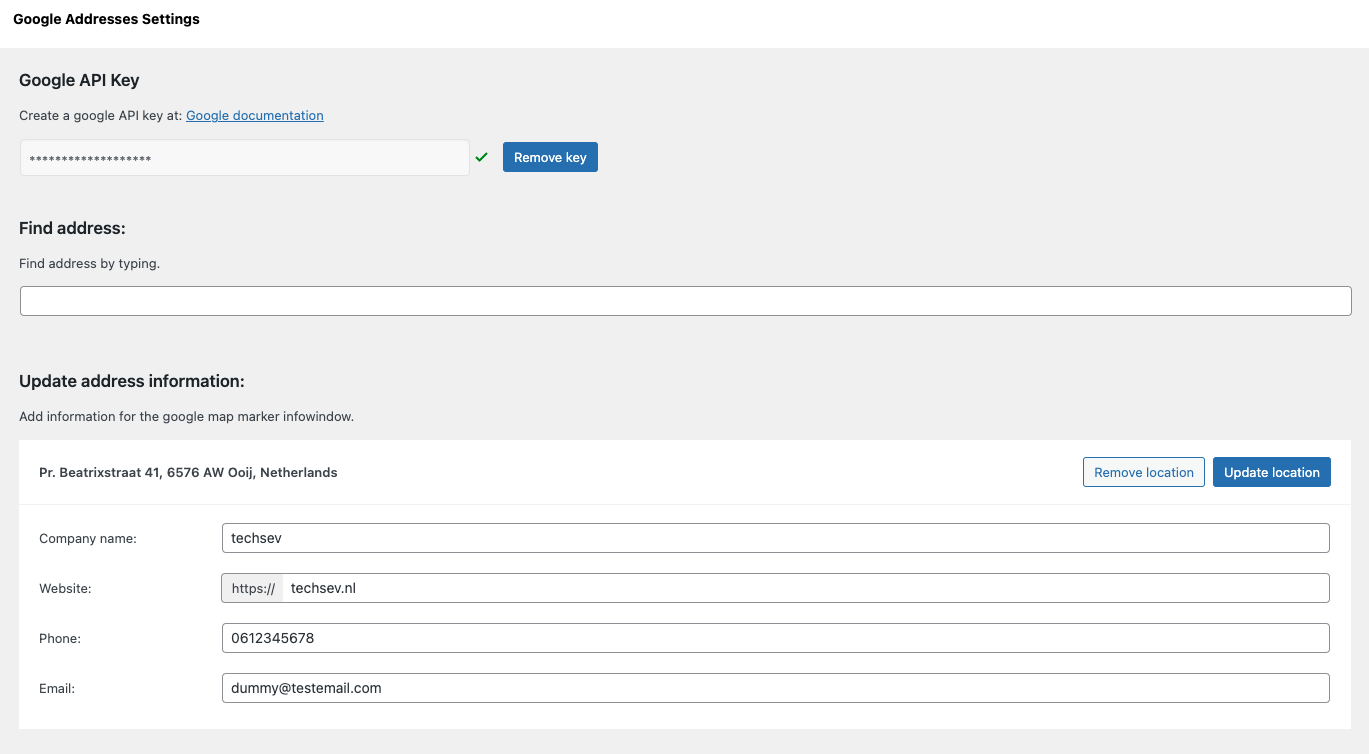 Google Addresses Settings
Google API Key
Create a google API key at: Google documentation
******************* Remove key
Find address:
Find address by typing.
Update address information:
Add information for the google map marker infowindow.
Pr. Beatrixstraat 41, 6576 AW Ooij, Netherlands Remove location Update location
Company name: techsev
Website: https:// techsev.nl
Phone: 0612345678
Email: dummy@testemail.com